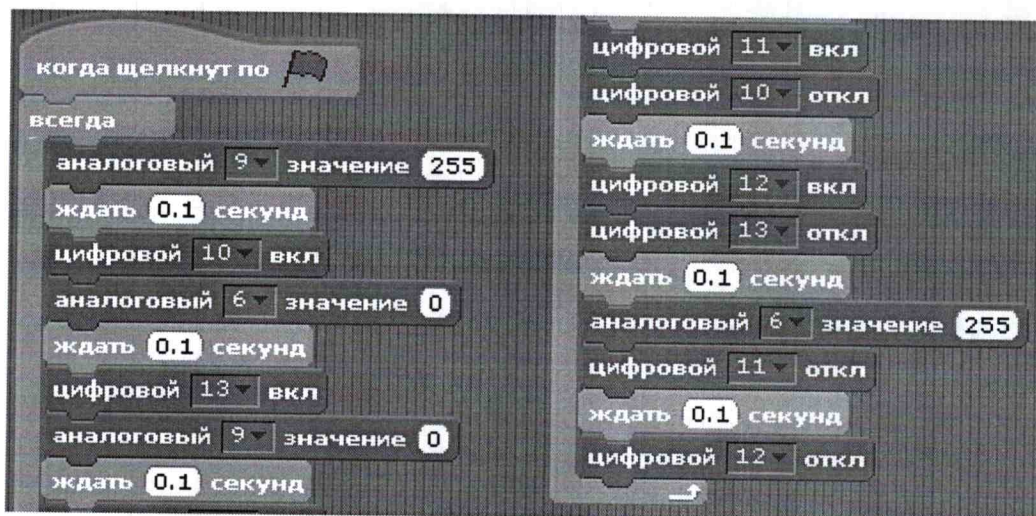 когда щелкнут по
всегда
аналоговый 9 значение 255
ждать 0.1 секунд
цифровой 10 вкл
аналоговый 6 значение 0
ждать 0.1 секунд
цифровой 13 вкл
аналоговый 9 значение 0
ждать 0.1 секунд
цифровой 11 вкл
цифровой 10 откл
ждать 0.1 секунд
цифровой 12 вкл
цифровой 13 откл
ждать 0.1 секунд
аналоговый 6 значение 255
цифровой 11 откл
ждать 0.1 секунд
цифровой 12 откл